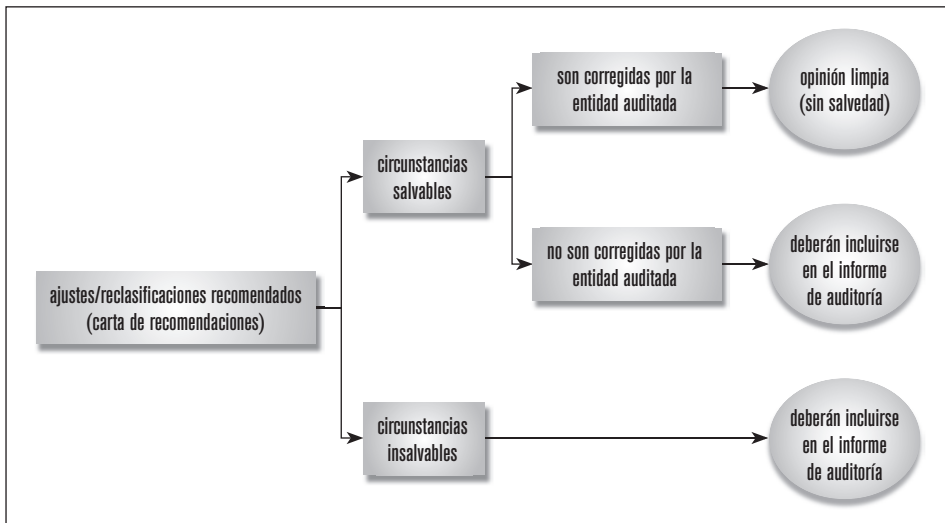 son corregidas por la
entidad auditada
opinión limpia
(sin salvedad)
circunstancias
salvables
no son corregidas por la
entidad auditada
deberán incluirse
en el informe
de auditoría
ajustes/reclasificaciones recomendados
(carta de recomendaciones)
circunstancias
insalvables
deberán incluirse
en el informe
de auditoría